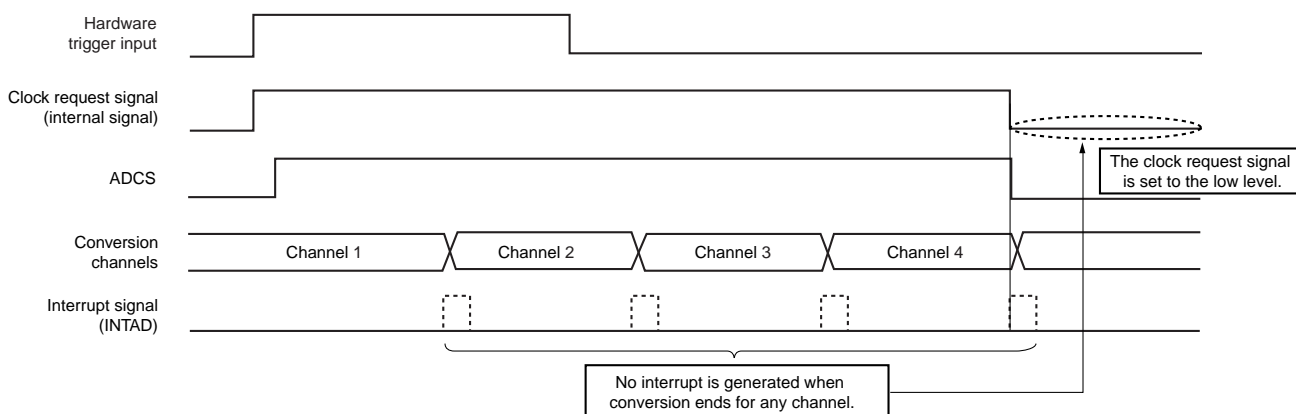 Hardware
trigger input
Clock request signal
(internal signal)
The clock request signal
is set to the low level.
ADCS
Conversion
channels
Channel 1
Channel 2
Channel 3
Channel 4
Interrupt signal
(INTAD)
No interrupt is generated when
conversion ends for any channel.